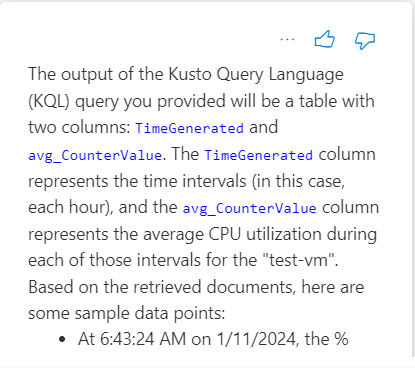 The output of the Kusto Query Language
(KQL) query you provided will be a table with
two columns: TimeGenerated and
avg_CounterValue. The TimeGenerated column
represents the time intervals (in this case,
each hour), and the avg_CounterValue column
represents the average CPU utilization during
each of those intervals for the "test-vm".
Based on the retrieved documents, here are
some sample data points:
• At 6:43:24 AM on 1/11/2024, the %